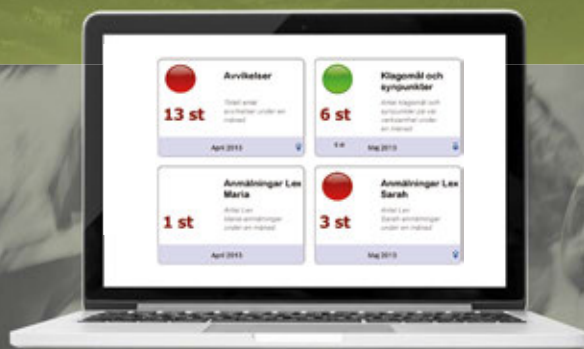 Avvikelser
13 st
Totalt antal
avvikelser under en
månad
April 2013
Klagomål och
synpunkter
6 st
Antal klagomål och
synpunkter på vår
verksamhet under
en månad
6 st
Maj 2013
Anmälningar Lex
Maria
1 st
Antal Lex
Maria-anmälningar
under en månad
April 2013
Anmälningar Lex
Sarah
3 st
Antal Lex
Sarah-anmälningar
under en månad
Maj 2013